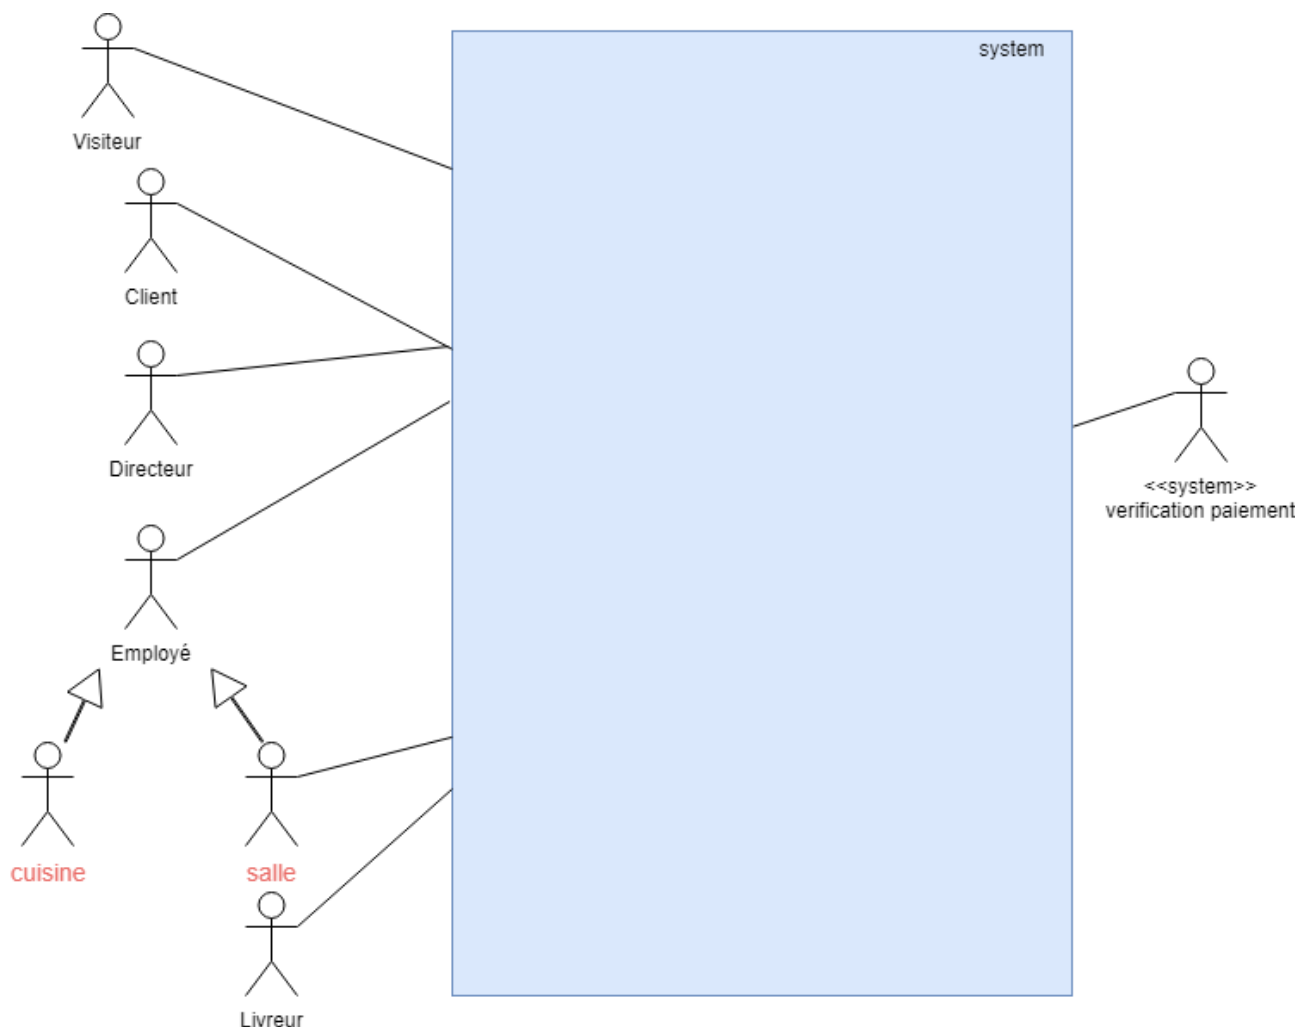 system
Visiteur
Client
Directeur
<<system>>
verification paiement
Employé
cuisine
salle
Livreur